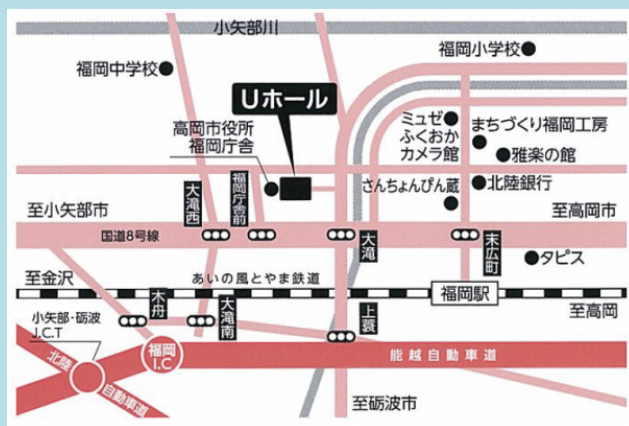 小矢部川
福岡小学校
福岡中学校
Uホール
ミュゼ
ふくおか
カメラ館
まちづくり福岡工房
高岡市役所
福岡庁舎
雅楽の館
さんちょんぴん蔵
北陸銀行
大滝西
福岡庁舎前
至小矢部市
至高岡市
国道8号線
大滝
末広町
タピス
至金沢
あいの風とやま鉄道
福岡駅
至高岡
木舟
大滝南
上蓑
小矢部・砺波
J.C.T
福岡
I.C
能越自動車道
北陸
自動車道
至砺波市